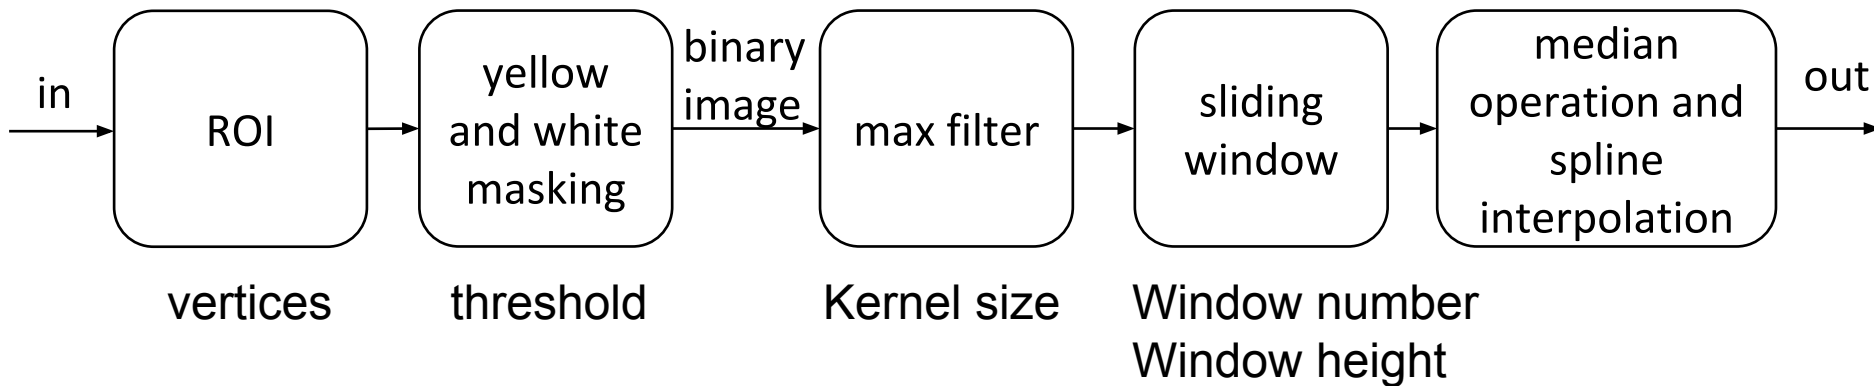 in
ROI
yellow
and white
masking
binary
image
max filter
sliding
window
median
operation and
spline
interpolation
out
vertices
threshold
Kernel size
Window number
Window height